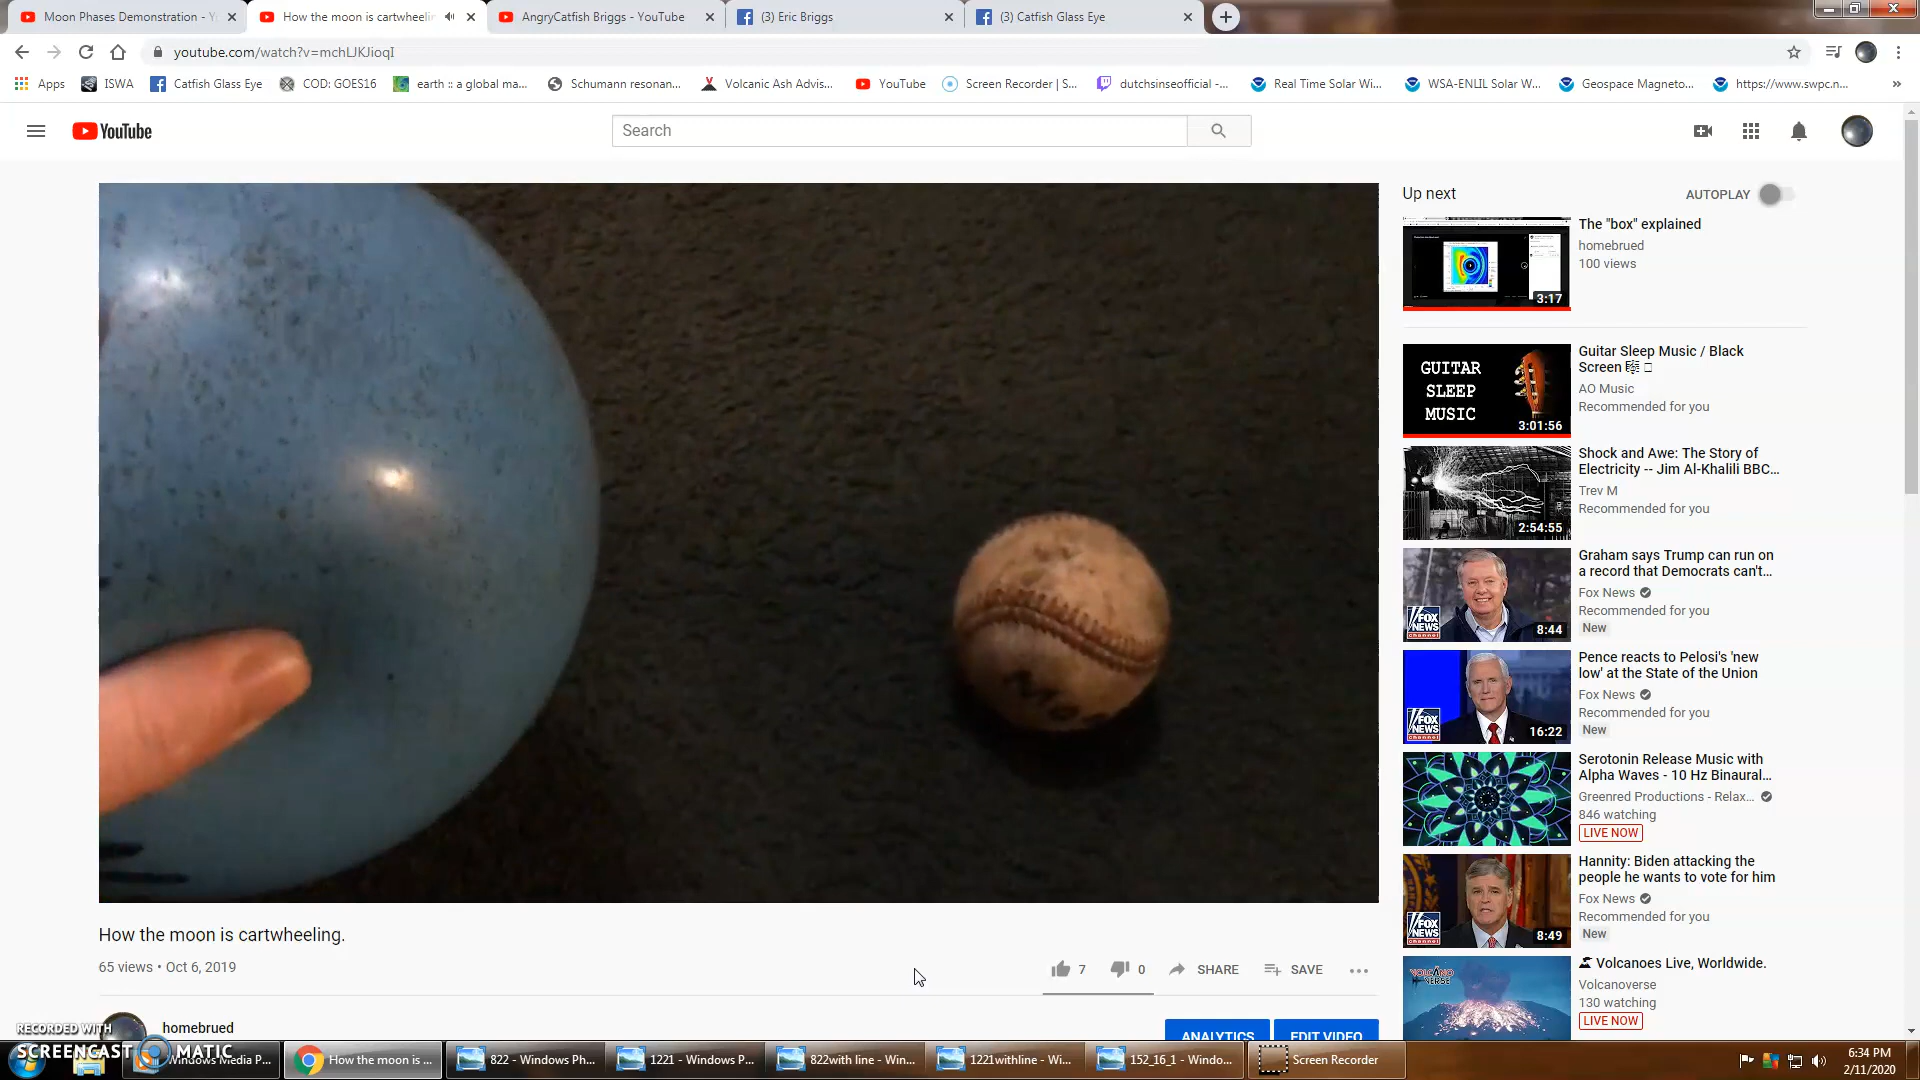 Moon Phases Demonstration - Y
How the moon is cartwheelin
AngryCatfish Briggs - YouTube
(3) Eric Briggs
(3) Catfish Glass Eye
youtube.com/watch?v=mchLJKJioqI
Apps
ISWA
Catfish Glass Eye
COD: GOES16
earth :: a global ma...
Schumann resonan...
Volcanic Ash Advis...
YouTube
Screen Recorder | S...
dutchsinseofficial -...
Real Time Solar Wi...
WSA-ENLIL Solar W...
Geospace Magneto...
https://www.swpc.n...
YouTube
Search
Up next
AUTOPLAY
The "box" explained
homebrued
100 views
3:17
GUITAR
SLEEP
MUSIC
3:01:56
Guitar Sleep Music / Black
Screen
AO Music
Recommended for you
Shock and Awe: The Story of
Electricity -- Jim Al-Khalili BBC...
Trev M
Recommended for you
2:54:55
Graham says Trump can run on
a record that Democrats can't...
Fox News
Recommended for you
New
FOX
NEWS
channel
8:44
Pence reacts to Pelosi's 'new
low' at the State of the Union
Fox News
Recommended for you
New
FOX
NEWS
channel
16:22
Serotonin Release Music with
Alpha Waves - 10 Hz Binaural...
Greenred Productions - Relax...
846 watching
LIVE NOW
Hannity: Biden attacking the
people he wants to vote for him
Fox News
Recommended for you
New
FOX
NEWS
channel
8:49
Volcanoes Live, Worldwide.
Volcanoverse
130 watching
LIVE NOW
VOLCANO
VERSE
How the moon is cartwheeling.
65 views • Oct 6, 2019
7
0
SHARE
SAVE
homebrued
ANALYTICS
EDIT VIDEO
RECORDED WITH
SCREENCAST MATIC
Windows Media P...
How the moon is ...
822 - Windows Ph...
1221 - Windows P...
822with line - Win...
1221withline - Wi...
152_16_1 - Windo...
Screen Recorder
6:34 PM
2/11/2020